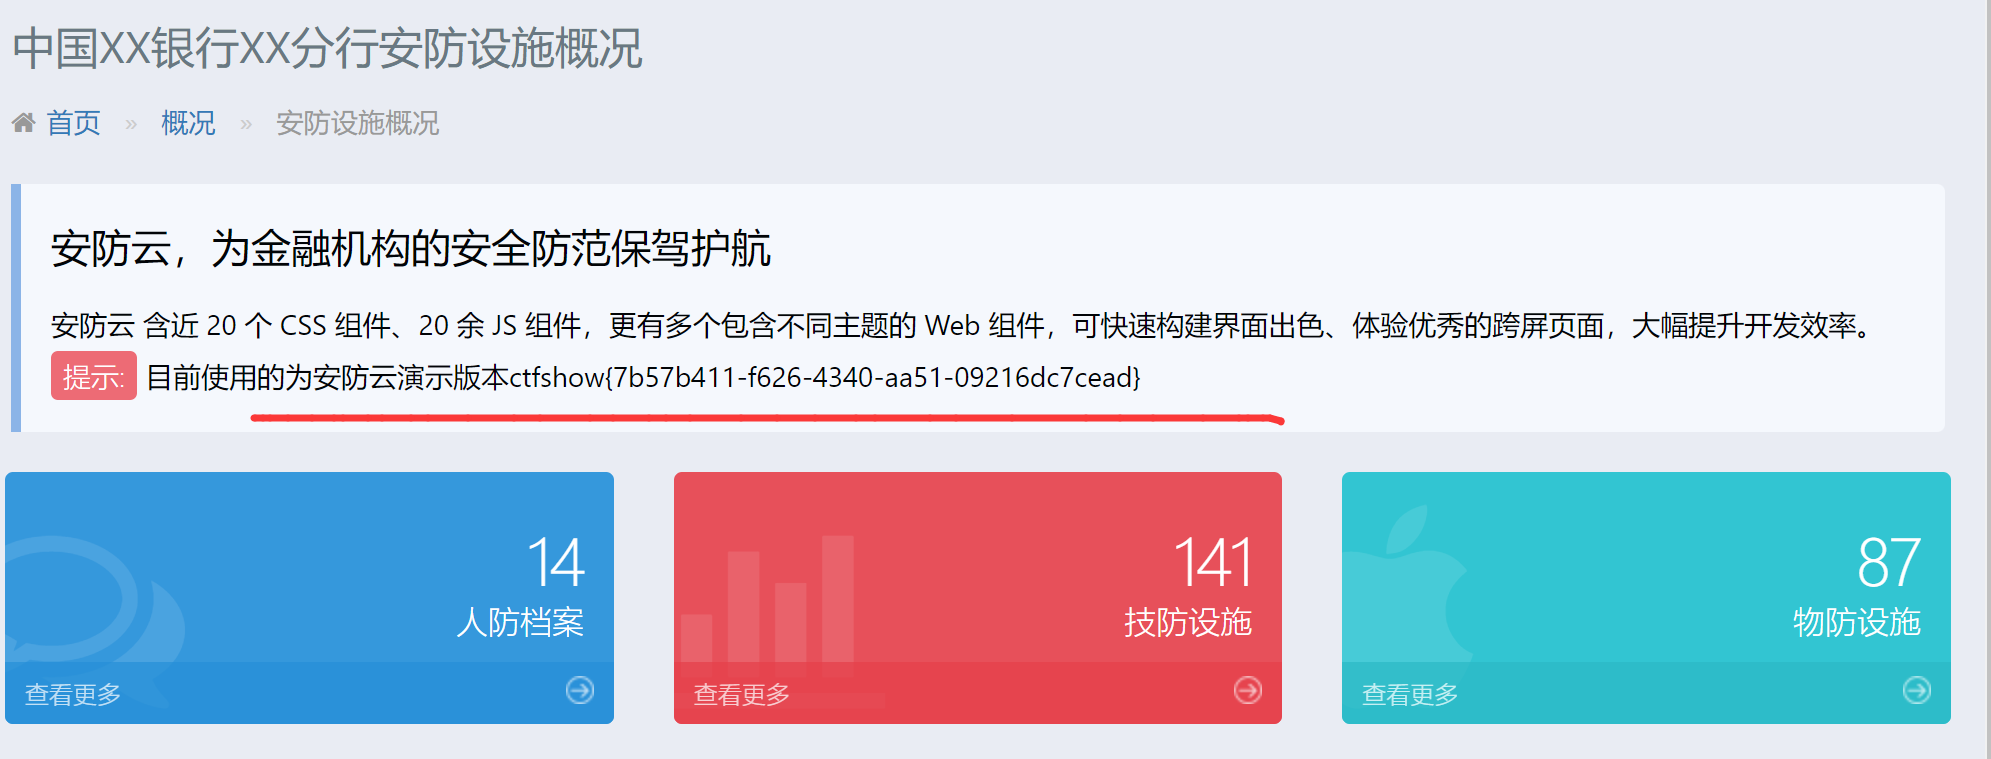 中国XX银行XX分行安防设施概况
首页 » 概况 » 安防设施概况
安防云，为金融机构的安全防范保驾护航
安防云 含近 20 个 CSS 组件、20 余 JS 组件，更有多个包含不同主题的 Web 组件，可快速构建界面出色、体验优秀的跨屏页面，大幅提升开发效率。
提示: 目前使用的为安防云演示版本ctfshow{7b57b411-f626-4340-aa51-09216dc7cead}
14
人防档案
查看更多
141
技防设施
查看更多
87
物防设施
查看更多